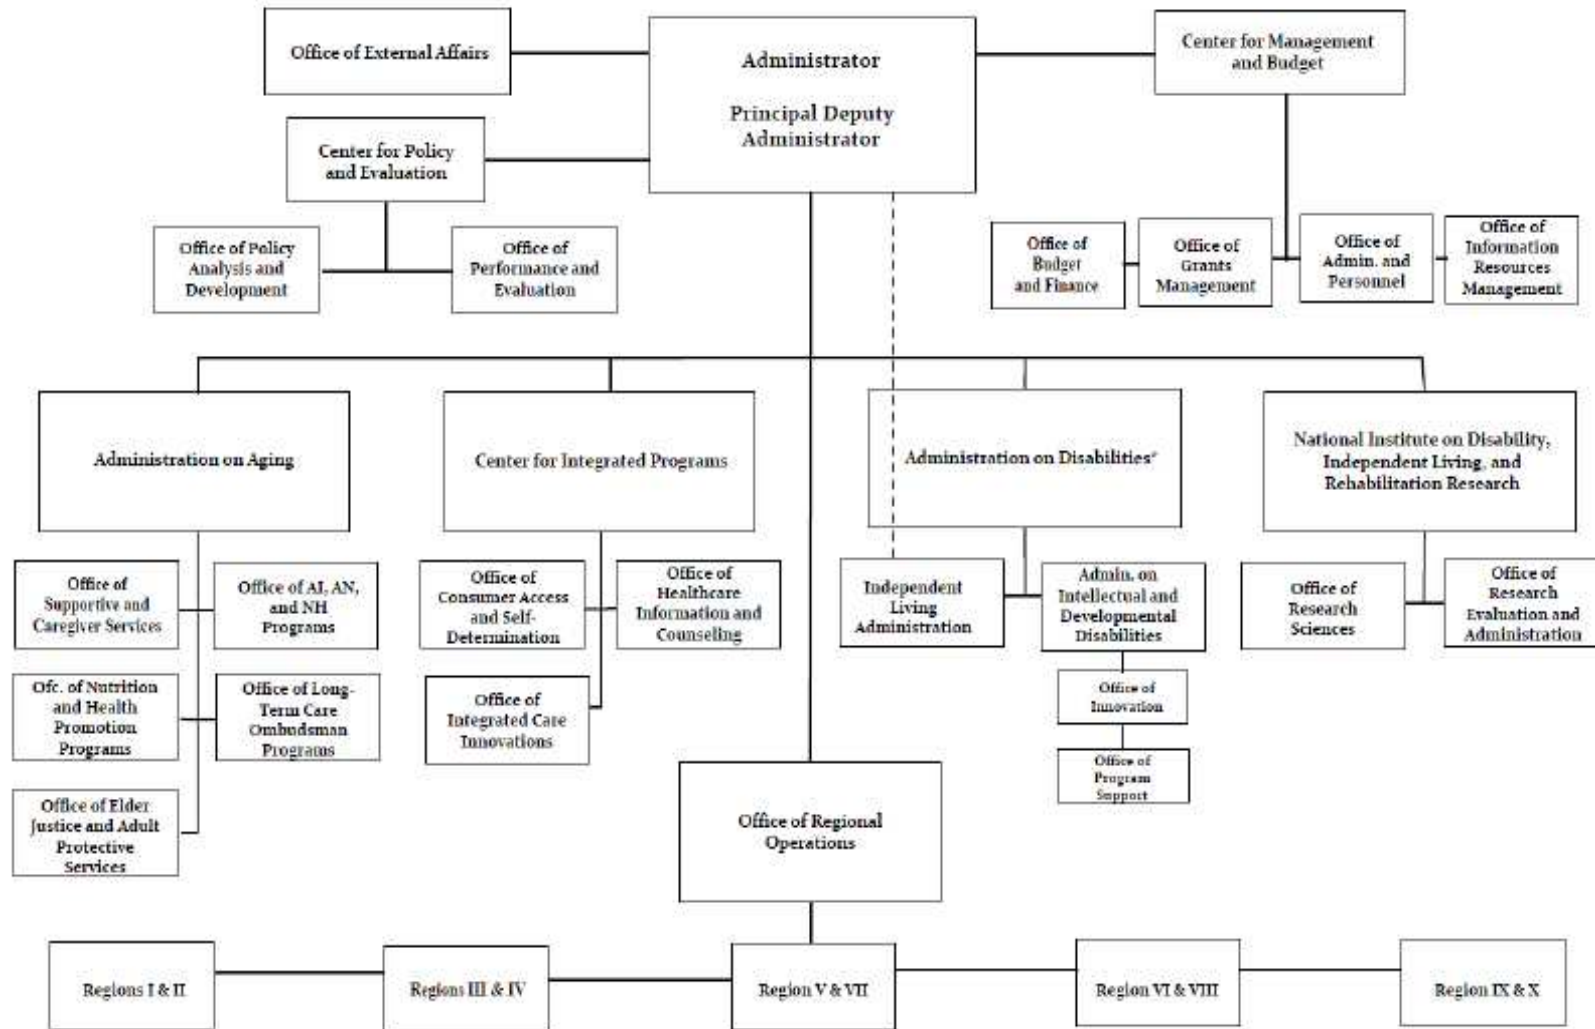 Office of External Affairs
Administrator
Principal Deputy
Administrator
Center for Management
and Budget
Center for Policy
and Evaluation
Office of Policy
Analysis and
Development
Office of
Performance and
Evaluation
Office of
Budget
and Finance
Office of
Grants
Management
Office of
Admin. and
Personnel
Office of
Information
Resources
Management
Administration on Aging
Center for Integrated Programs
Administration on Disabilities*
National Institute on Disability,
Independent Living, and
Rehabilitation Research
Office of
Supportive and
Caregiver Services
Office of AI, AN,
and NH
Programs
Office of
Consumer Access
and Self-
Determination
Office of
Healthcare
Information and
Counseling
Independent
Living
Administration
Admin. on
Intellectual and
Developmental
Disabilities
Office of
Research
Sciences
Office of
Research
Evaluation and
Administration
Ofc. of Nutrition
and Health
Promotion
Programs
Office of Long-
Term Care
Ombudsman
Programs
Office of
Integrated Care
Innovations
Office of
Innovation
Office of
Program
Support
Office of Elder
Justice and Adult
Protective
Services
Office of Regional
Operations
Regions I & II
Regions III & IV
Region V & VII
Region VI & VIII
Region IX & X